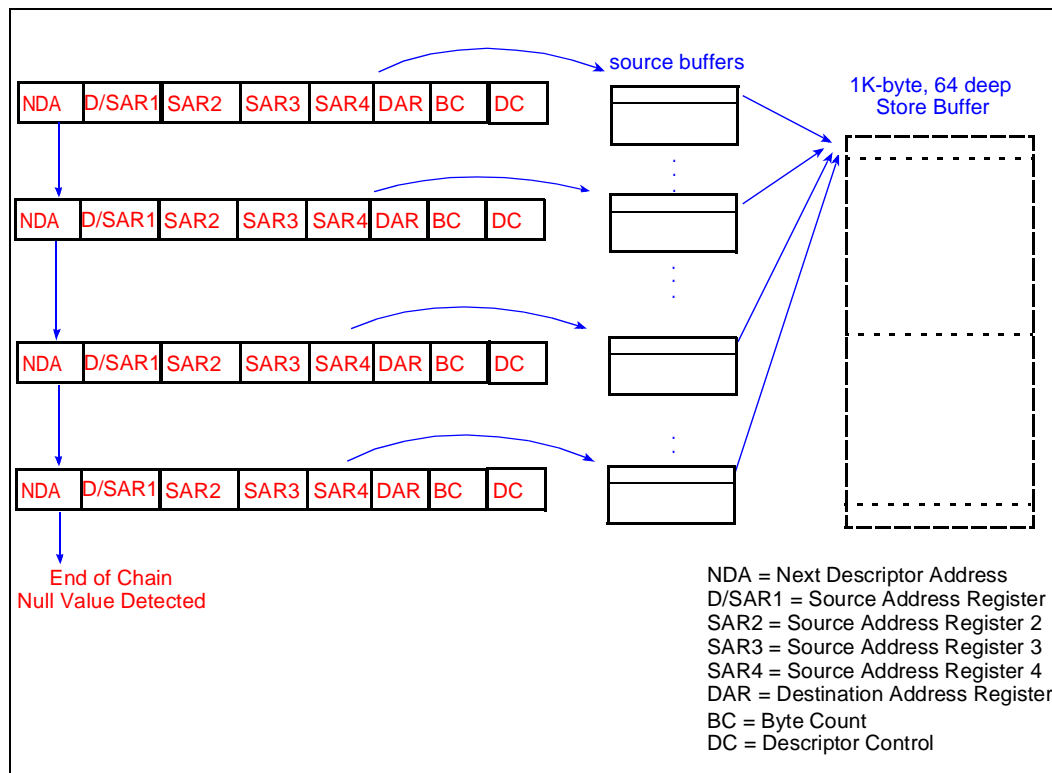 source buffers
1K-byte, 64 deep
Store Buffer
NDA D/SAR1 SAR2 SAR3 SAR4 DAR BC DC
NDA D/SAR1 SAR2 SAR3 SAR4 DAR BC DC
NDA D/SAR1 SAR2 SAR3 SAR4 DAR BC DC
NDA D/SAR1 SAR2 SAR3 SAR4 DAR BC DC
End of Chain
Null Value Detected
NDA = Next Descriptor Address
D/SAR1 = Source Address Register
SAR2 = Source Address Register 2
SAR3 = Source Address Register 3
SAR4 = Source Address Register 4
DAR = Destination Address Register
BC = Byte Count
DC = Descriptor Control